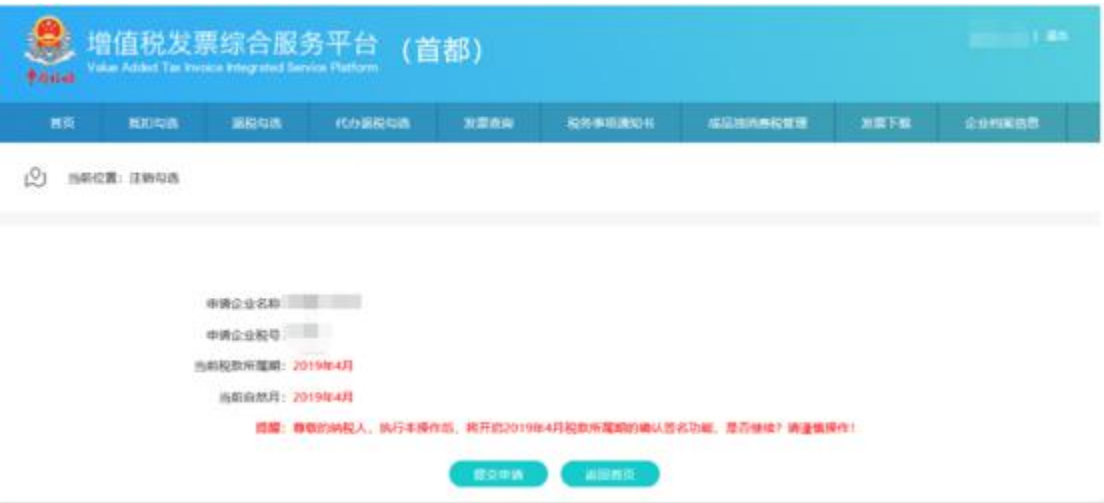 增值税发票综合服务平台 (首都)
Value Added Tax Invoice Integrated Service Platform
退出
首页 抵扣勾选 退税勾选 代办退税勾选 发票查询 税务事项通知书 成品油消费税管理 发票下载 企业档案信息
当前位置：注销勾选
申请企业名称
申请企业税号
当前税款所属期：2019年4月
当前自然月：2019年4月
提醒：尊敬的纳税人，执行本操作后，将开启2019年4月税款所属期的确认签名功能，是否继续？请谨慎操作！
提交申请 返回首页